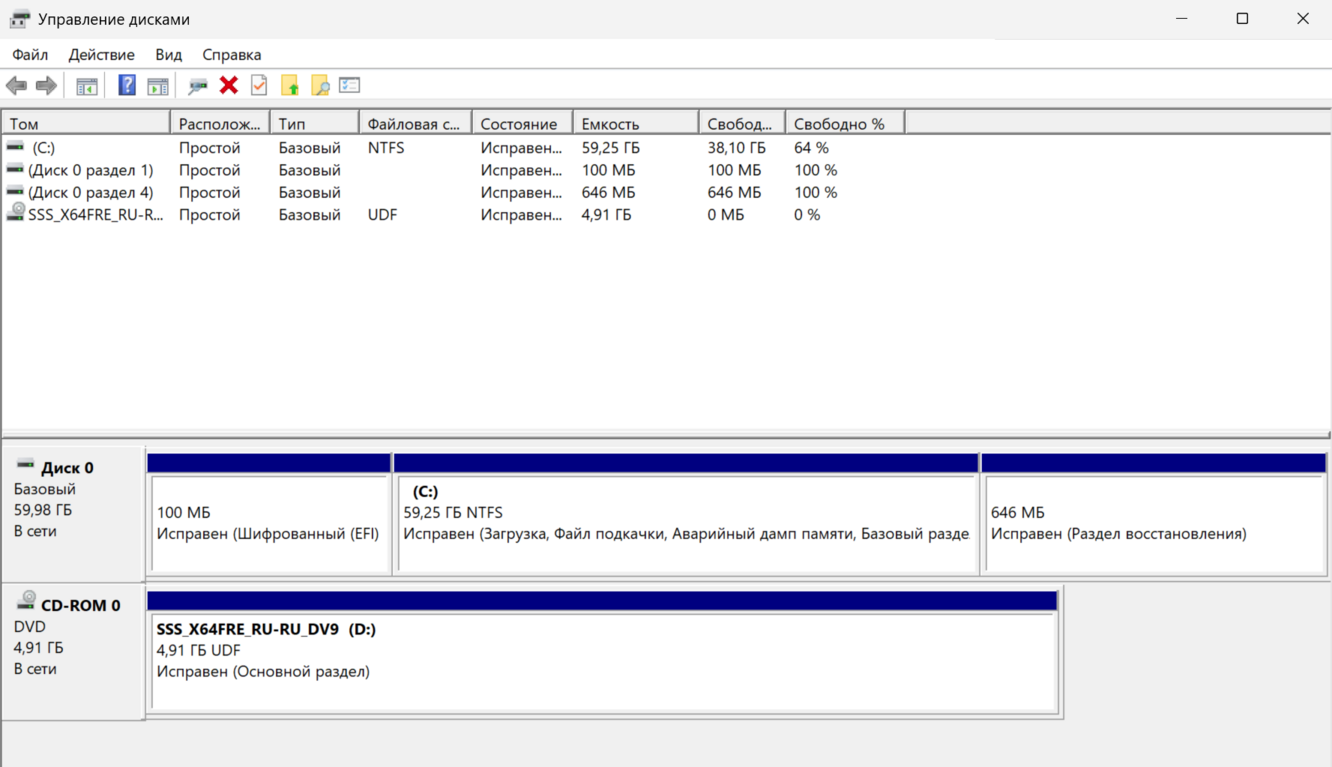 Управление дисками
Файл Действие Вид Справка
Том Располож... Тип Файловая с... Состояние Емкость Свобод... Свободно %
(C:) Простой Базовый NTFS Исправен... 59,25 ГБ 38,10 ГБ 64 %
(Диск 0 раздел 1) Простой Базовый Исправен... 100 МБ 100 МБ 100 %
(Диск 0 раздел 4) Простой Базовый Исправен... 646 МБ 646 МБ 100 %
SSS_X64FRE_RU-R... Простой Базовый UDF Исправен... 4,91 ГБ 0 МБ 0 %
Диск 0
Базовый
59,98 ГБ
В сети
100 МБ
Исправен (Шифрованный (EFI)
(C:)
59,25 ГБ NTFS
Исправен (Загрузка, Файл подкачки, Аварийный дамп памяти, Базовый разде
646 МБ
Исправен (Раздел восстановления)
CD-ROM 0
DVD
4,91 ГБ
В сети
SSS_X64FRE_RU-RU_DV9 (D:)
4,91 ГБ UDF
Исправен (Основной раздел)